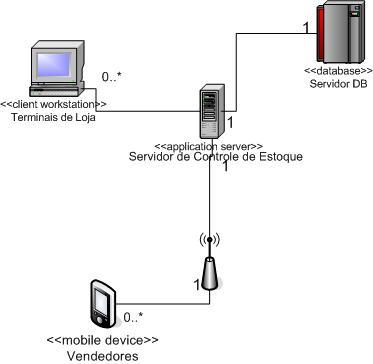 1
<<database>>
Servidor DB
0..*
<<client workstation>>
Terminais de Loja
1
<<application server>>
Servidor de Controle de Estoque
1
1
0..*
<<mobile device>>
Vendedores